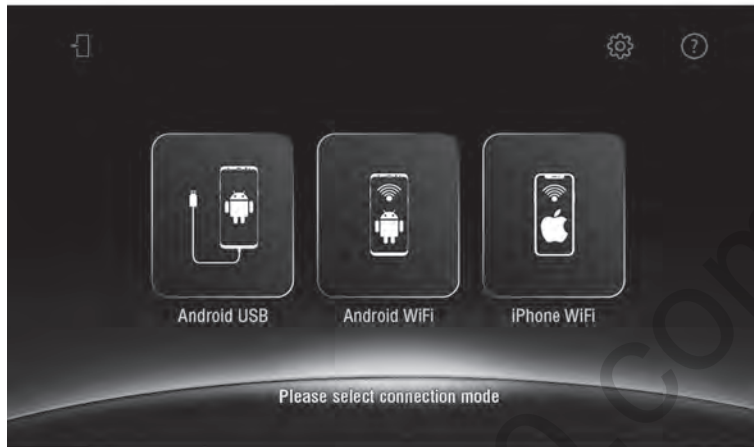 Android USB
Android WiFi
iPhone WiFi
Please select connection mode